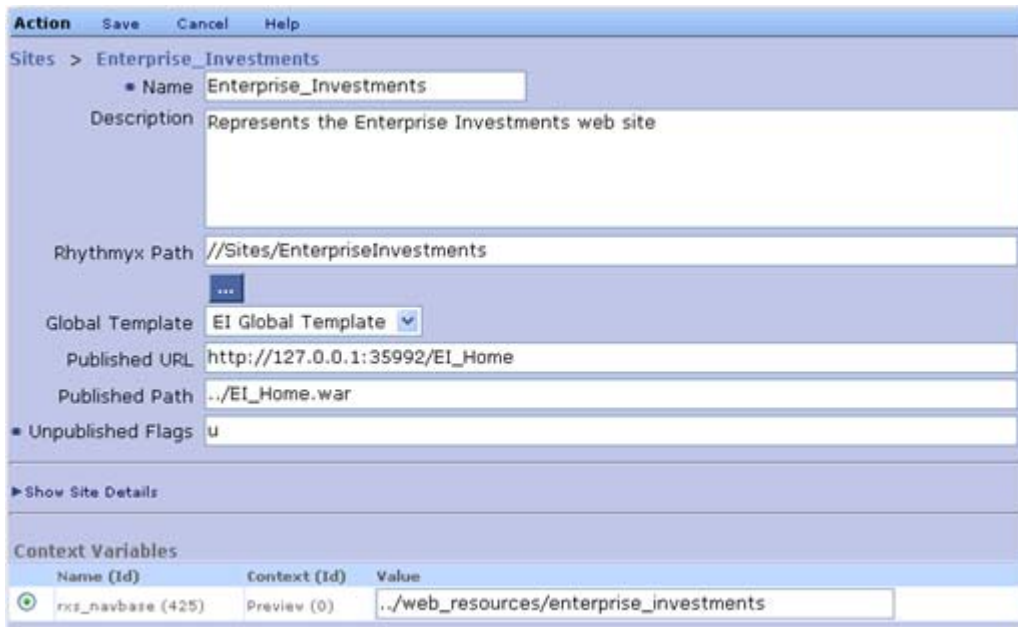 Action Save Cancel Help
Sites > Enterprise_Investments
Name Enterprise_Investments
Description Represents the Enterprise Investments web site
Rhythmyx Path //Sites/EnterpriseInvestments
...
Global Template EI Global Template
Published URL http://127.0.0.1:35992/EI_Home
Published Path ../EI_Home.war
Unpublished Flags u
Show Site Details
Context Variables
Name (Id) Context (Id) Value
rxs_navbase (425) Preview (0) ../web_resources/enterprise_investments